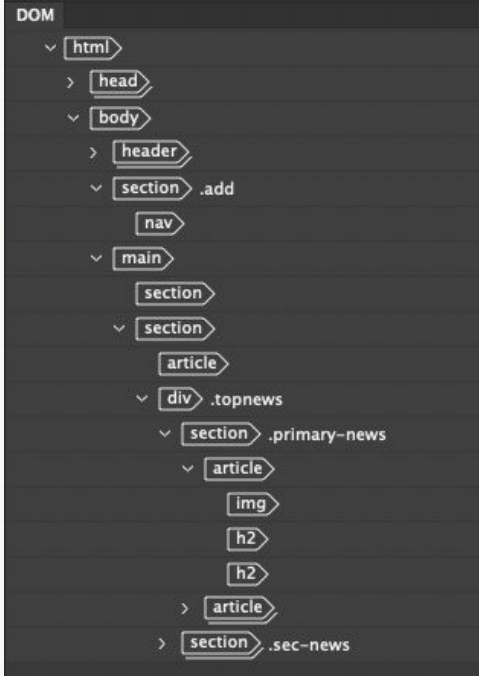 DOM
html
head
body
header
section .add
nav
main
section
section
article
div .topnews
section .primary-news
article
img
h2
h2
article
section .sec-news